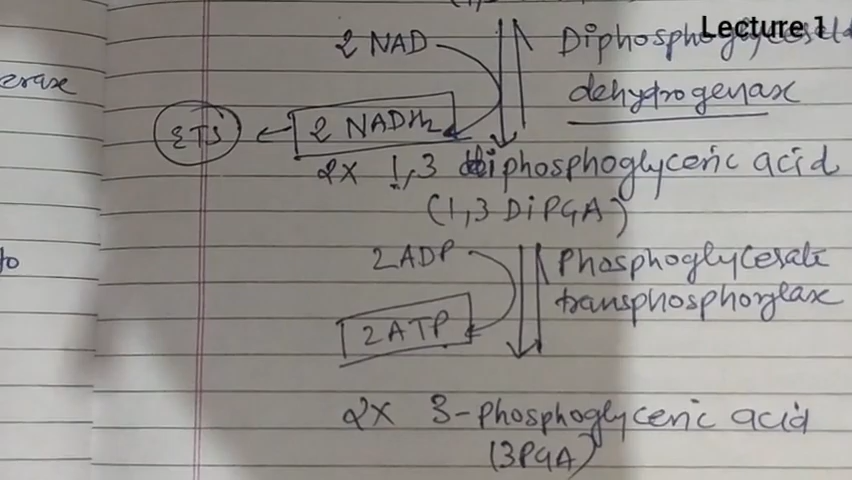 Lecture 1
2 NAD
dehydrogenase
erase
ETS ← 2 NADH2
2x 1,3 diphosphoglyceric acid
(1,3 DiPGA)
2ADP
Phosphoglycerate
transphosphorylase
2ATP
2x 3-phosphoglyceric acid
(3PGA)